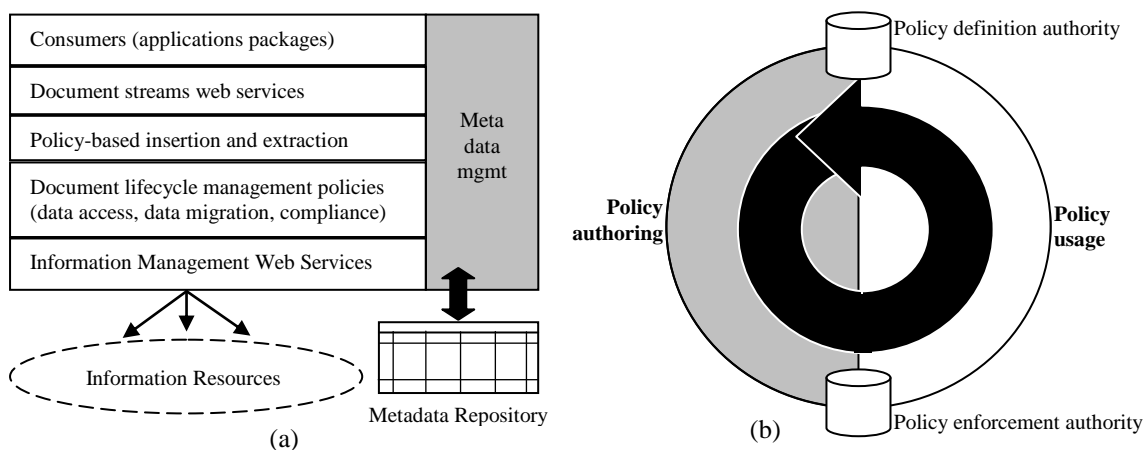 Consumers (applications packages)
Document streams web services
Policy-based insertion and extraction
Document lifecycle management policies
(data access, data migration, compliance)
Information Management Web Services
Meta
data
mgmt
Information Resources
Metadata Repository
(a)
Policy definition authority
Policy
authoring
Policy
usage
Policy enforcement authority
(b)